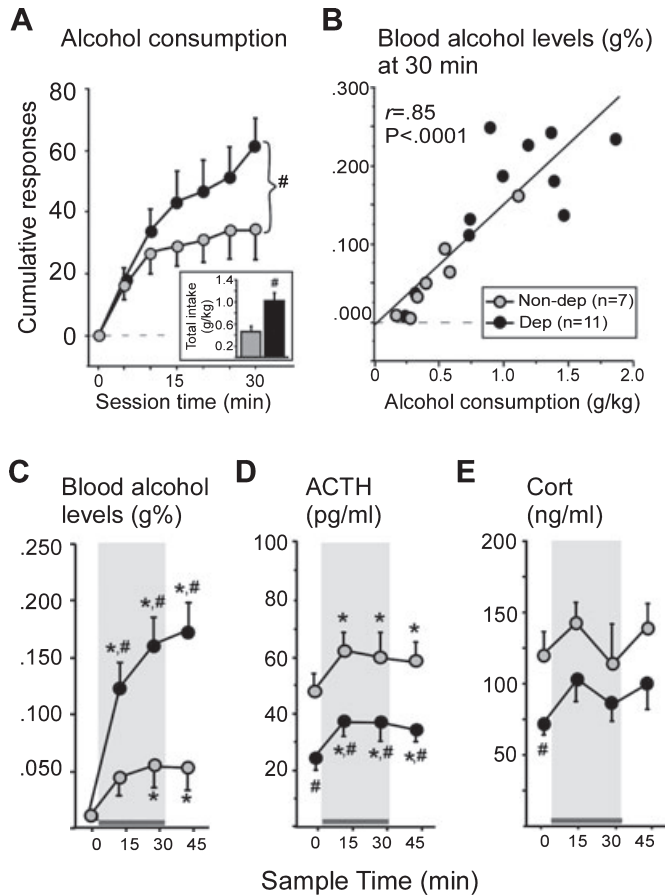 A Alcohol consumption
Cumulative responses
80
60
40
20
0
#
Total intake
(g/kg)
1.4
1.0
0.6
0.2
#
0 15 30
Session time (min)
B Blood alcohol levels (g%)
at 30 min
.300
.200
.100
.000
r=.85
P<.0001
Non-dep (n=7)
Dep (n=11)
0 0.5 1.0 1.5 2.0
Alcohol consumption (g/kg)
C Blood alcohol
levels (g%)
.250
.200
.150
.100
.050
*,# *,# *,#
* *
0 15 30 45
D ACTH
(pg/ml)
100
80
60
40
20
* * *
# *,# *,# *,#
0 15 30 45
E Cort
(ng/ml)
200
150
100
75
#
0 15 30 45
Sample Time (min)